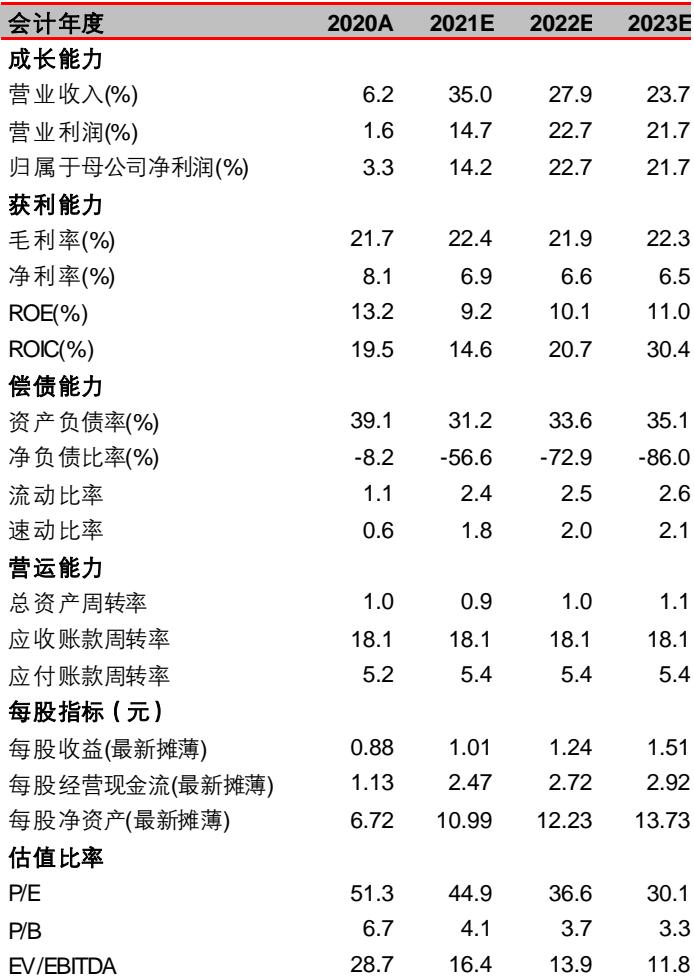 会计年度 2020A 2021E 2022E 2023E
成长能力
营业收入(%) 6.2 35.0 27.9 23.7
营业利润(%) 1.6 14.7 22.7 21.7
归属于母公司净利润(%) 3.3 14.2 22.7 21.7
获利能力
毛利率(%) 21.7 22.4 21.9 22.3
净利率(%) 8.1 6.9 6.6 6.5
ROE(%) 13.2 9.2 10.1 11.0
ROIC(%) 19.5 14.6 20.7 30.4
偿债能力
资产负债率(%) 39.1 31.2 33.6 35.1
净负债比率(%) -8.2 -56.6 -72.9 -86.0
流动比率 1.1 2.4 2.5 2.6
速动比率 0.6 1.8 2.0 2.1
营运能力
总资产周转率 1.0 0.9 1.0 1.1
应收账款周转率 18.1 18.1 18.1 18.1
应付账款周转率 5.2 5.4 5.4 5.4
每股指标（元）
每股收益(最新摊薄) 0.88 1.01 1.24 1.51
每股经营现金流(最新摊薄) 1.13 2.47 2.72 2.92
每股净资产(最新摊薄) 6.72 10.99 12.23 13.73
估值比率
P/E 51.3 44.9 36.6 30.1
P/B 6.7 4.1 3.7 3.3
EV/EBITDA 28.7 16.4 13.9 11.8